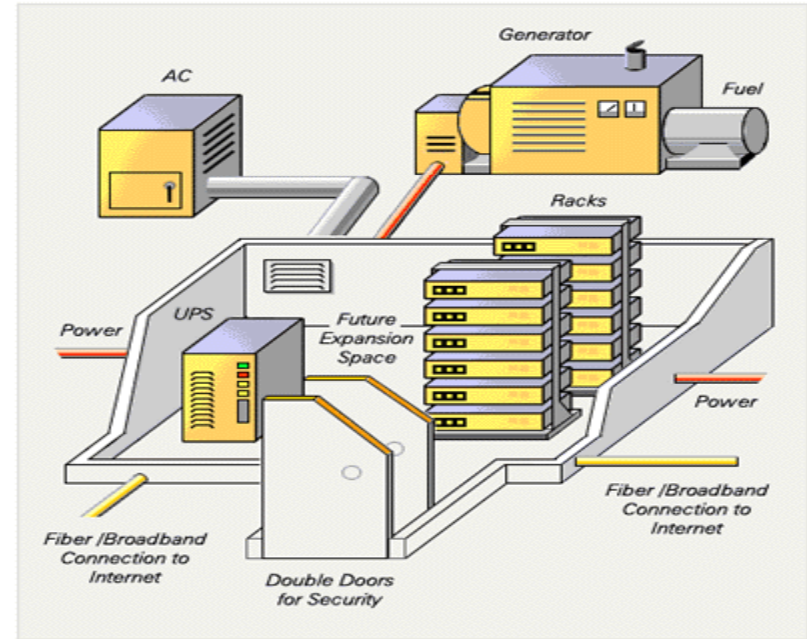 Generator
AC
Fuel
Racks
UPS
Future
Expansion
Space
Power
Power
Fiber /Broadband
Connection to
Internet
Fiber /Broadband
Connection to
Internet
Double Doors
for Security